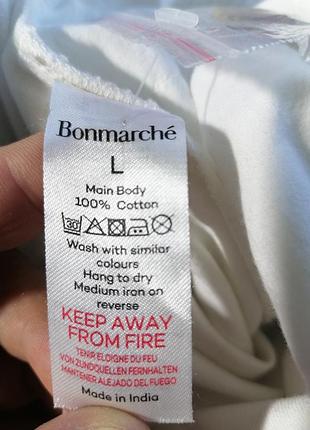 Bonmarché
L
Main Body
100% Cotton
30
Wash with similar
colours
Hang to dry
Medium iron on
reverse
KEEP AWAY
FROM FIRE
TENIR ELOIGNE DU FEU
VON ZUNDQUELLEN FERNHALTEN
MANTENER ALEJADO DEL FUEGO
Made in India